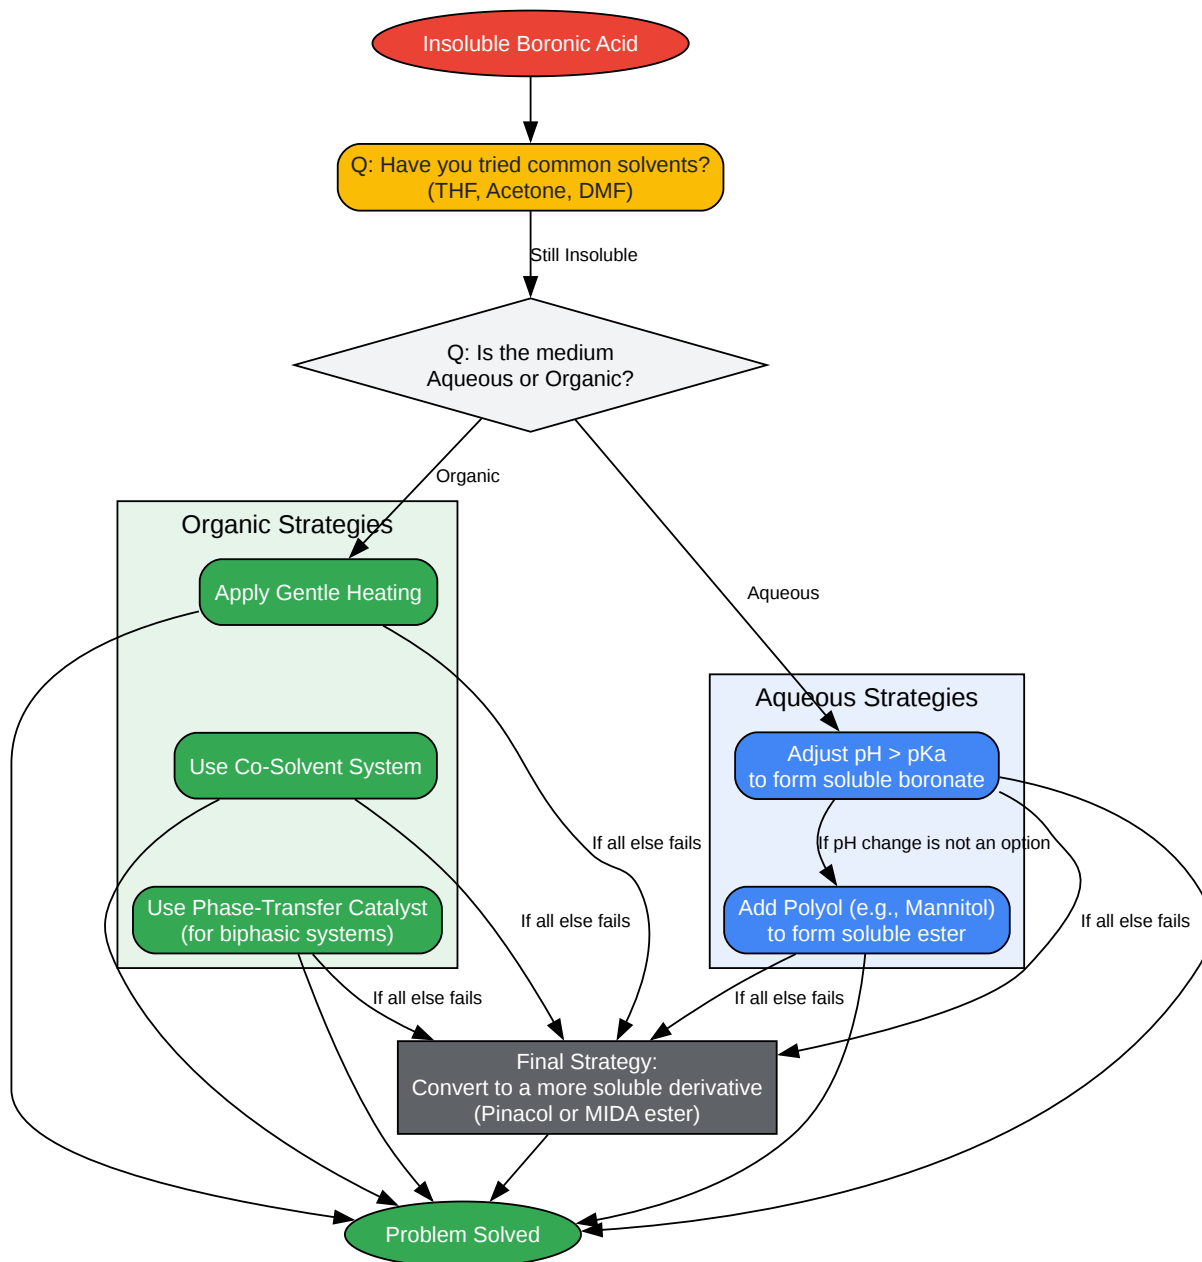 Insoluble Boronic Acid
Q: Have you tried common solvents?
(THF, Acetone, DMF)
Still Insoluble
Q: Is the medium
Aqueous or Organic?
Organic
Organic Strategies
Apply Gentle Heating
Aqueous
Aqueous Strategies
Use Co-Solvent System
Adjust pH > pKa
to form soluble boronate
If all else fails
If pH change is not an option
Use Phase-Transfer Catalyst
(for biphasic systems)
If all else fails
Add Polyol (e.g., Mannitol)
to form soluble ester
If all else fails
If all else fails
If all else fails
Final Strategy:
Convert to a more soluble derivative
(Pinacol or MIDA ester)
Problem Solved